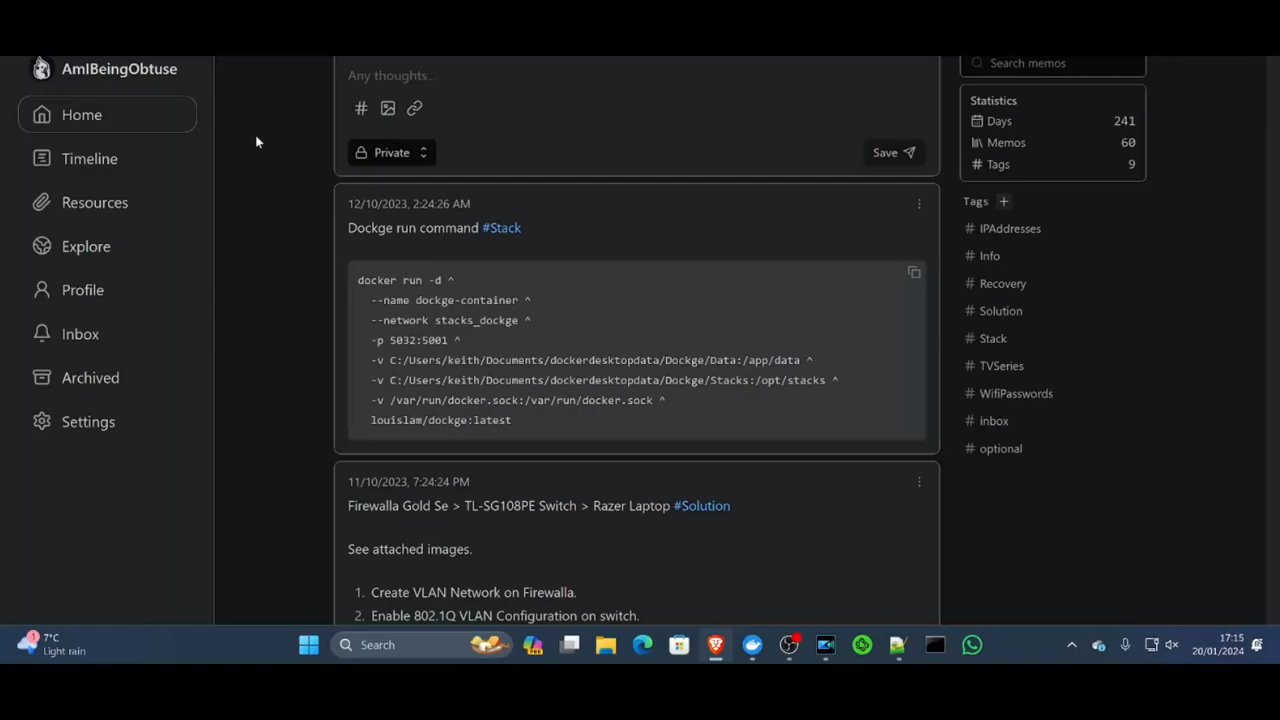 AmIBeingObtuse
Home
Timeline
Resources
Explore
Profile
Inbox
Archived
Settings
Any thoughts...
Private
Save
12/10/2023, 2:24:26 AM
Dockge run command #Stack
docker run -d ^
--name dockge-container ^
--network stacks_dockge ^
-p 5032:5001 ^
-v C:/Users/keith/Documents/dockerdesktopdata/Dockge/Data:/app/data ^
-v C:/Users/keith/Documents/dockerdesktopdata/Dockge/Stacks:/opt/stacks ^
-v /var/run/docker.sock:/var/run/docker.sock ^
louislam/dockge:latest
11/10/2023, 7:24:24 PM
Firewalla Gold Se > TL-SG108PE Switch > Razer Laptop #Solution
See attached images.
1. Create VLAN Network on Firewalla.
2. Enable 802.1Q VLAN Configuration on switch.
Search memos
Statistics
Days 241
Memos 60
# Tags 9
Tags +
# IPAddresses
# Info
# Recovery
# Solution
# Stack
# TVSeries
# WifiPasswords
# inbox
# optional
1
7°C
Light rain
Search
17:15
20/01/2024